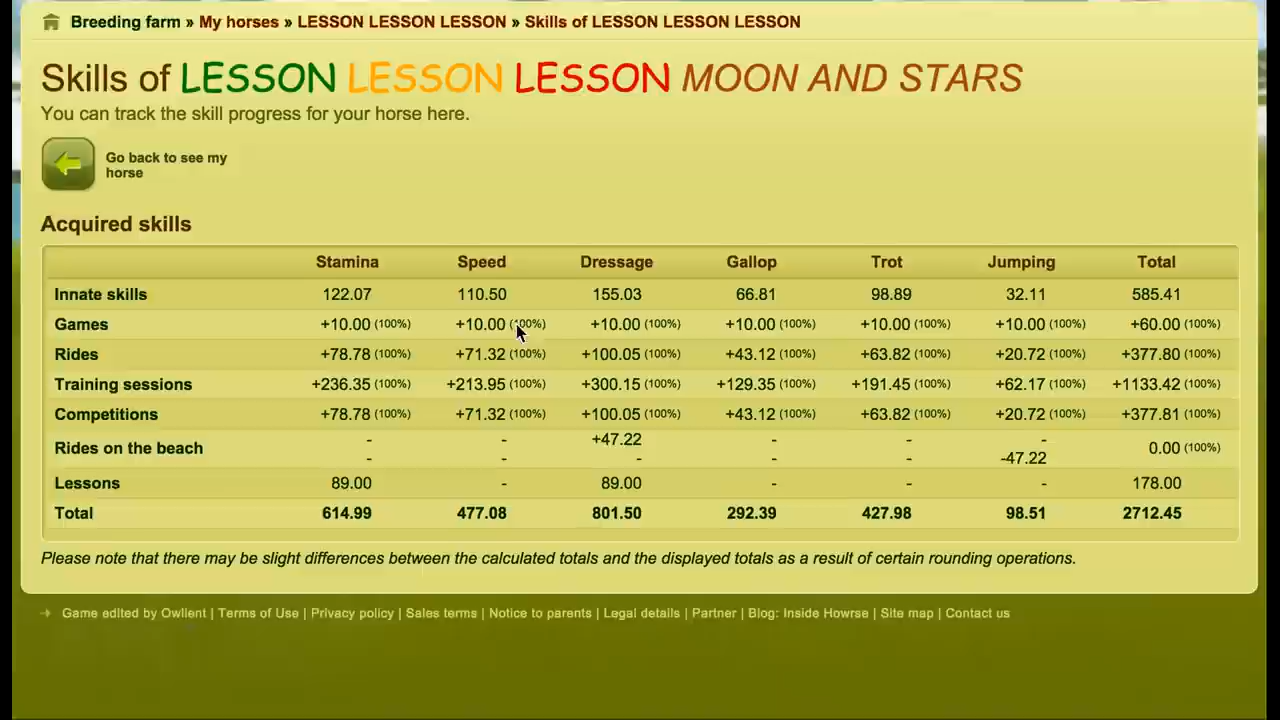 Breeding farm » My horses » LESSON LESSON LESSON » Skills of LESSON LESSON LESSON
Skills of LESSON LESSON LESSON MOON AND STARS
You can track the skill progress for your horse here.
Go back to see my
horse
Acquired skills
Stamina Speed Dressage Gallop Trot Jumping Total
Innate skills 122.07 110.50 155.03 66.81 98.89 32.11 585.41
Games +10.00 (100%) +10.00 (100%) +10.00 (100%) +10.00 (100%) +10.00 (100%) +10.00 (100%) +60.00 (100%)
Rides +78.78 (100%) +71.32 (100%) +100.05 (100%) +43.12 (100%) +63.82 (100%) +20.72 (100%) +377.80 (100%)
Training sessions +236.35 (100%) +213.95 (100%) +300.15 (100%) +129.35 (100%) +191.45 (100%) +62.17 (100%) +1133.42 (100%)
Competitions +78.78 (100%) +71.32 (100%) +100.05 (100%) +43.12 (100%) +63.82 (100%) +20.72 (100%) +377.81 (100%)
- - +47.22 - - -
Rides on the beach 0.00 (100%)
- - - - - -47.22
Lessons 89.00 - 89.00 - - - 178.00
Total 614.99 477.08 801.50 292.39 427.98 98.51 2712.45
Please note that there may be slight differences between the calculated totals and the displayed totals as a result of certain rounding operations.
Game edited by Owlient | Terms of Use | Privacy policy | Sales terms | Notice to parents | Legal details | Partner | Blog: Inside Howrse | Site map | Contact us